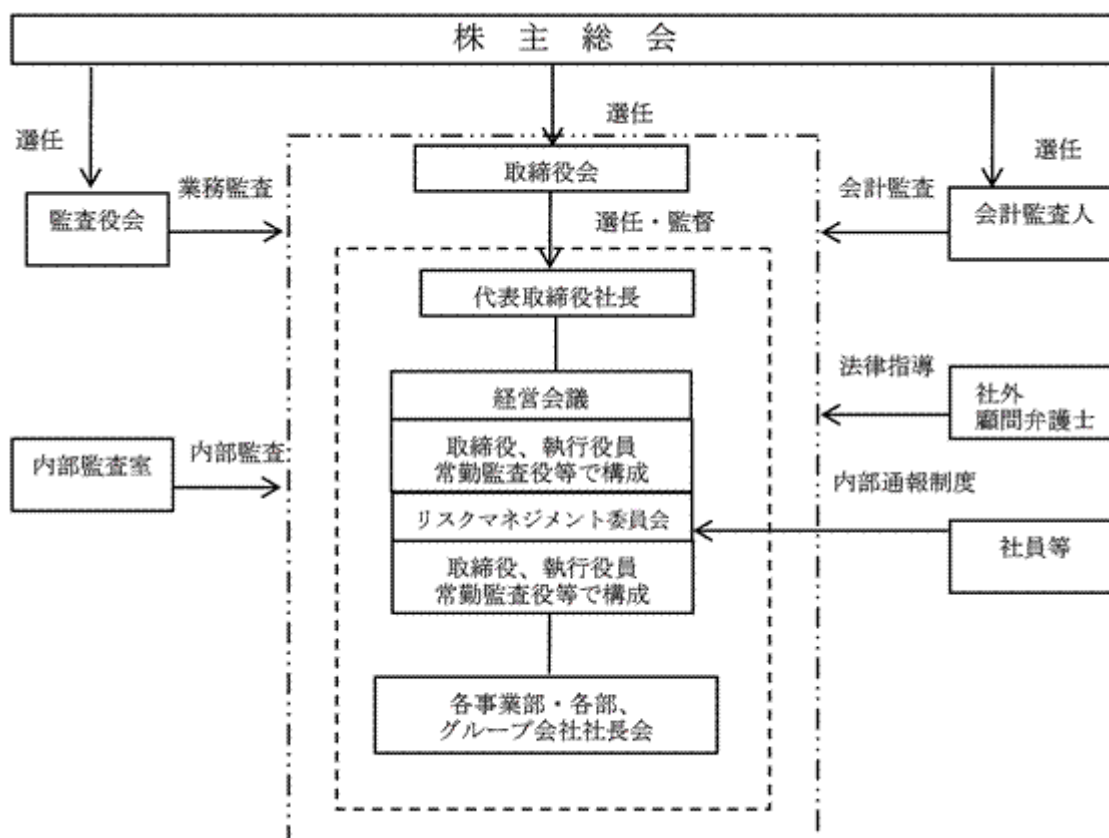 株主総会
選任
選任
選任
取締役会
業務監査
会計監査
監査役会
会計監査人
選任・監督
代表取締役社長
法律指導
経営会議
社外
顧問弁護士
取締役、執行役員
常勤監査役等で構成
内部監査室
内部監査
内部通報制度
リスクマネジメント委員会
社員等
取締役、執行役員
常勤監査役等で構成
各事業部・各部、
グループ会社社長会